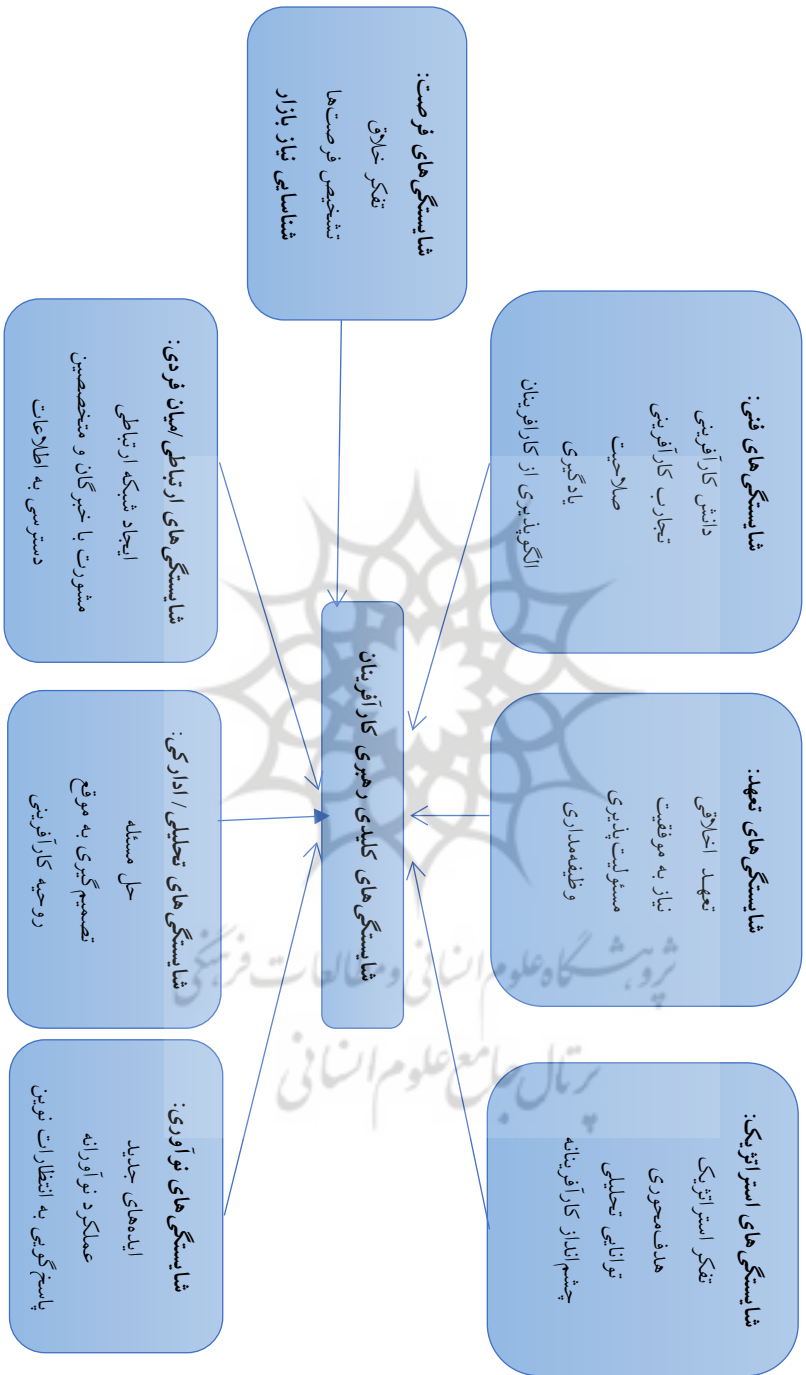 شایستگی‌های فرصت:
تفکر خلاق
تشخیص فرصت‌ها
شناسایی نیاز بازار
شایستگی‌های فنی:
دانش کارآفرینی
تجارب کارآفرینی
صلاحیت
یادگیری
الگوپذیری از کارافرینان
شایستگی‌های تعهد:
تعهد اخلاقی
نیاز به موفقیت
مسئولیت‌پذیری
وظیفه‌مداری
شایستگی‌های استراتژیک:
تفکر استراتژیک
هدف‌محوری
توانایی تحلیلی
چشم‌انداز کارآفرینانه
شایستگی‌های کلیدی رهبری کارآفرینان
شایستگی‌های ارتباطی/میان فردی:
ایجاد شبکه ارتباطی
مشورت با خبرگان و متخصصین
دسترسی به اطلاعات
شایستگی‌های تحلیلی/ ادارکی:
حل مسئله
تصمیم‌گیری به موقع
روحیه کارآفرینی
شایستگی‌های نوآوری:
ایده‌های جدید
عملکرد نوآورانه
پاسخ‌گویی به انتظارات نوین
پژوهشگاه علوم انسانی و مطالعات فرهنگی
پرتال جامع علوم انسانی